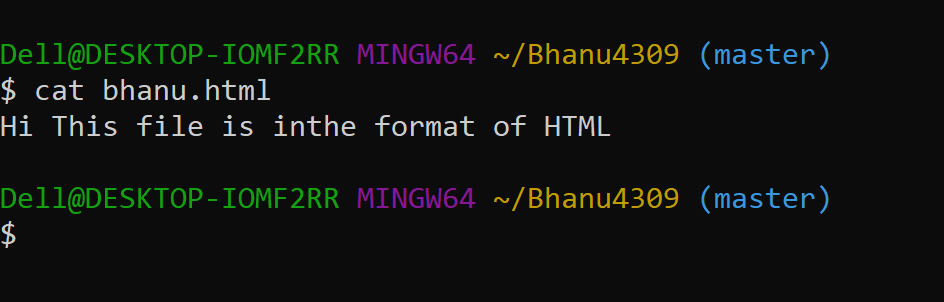 Dell@DESKTOP-IOMF2RR MINGW64 ~/Bhanu4309 (master)
$ cat bhanu.html
Hi This file is inthe format of HTML
Dell@DESKTOP-IOMF2RR MINGW64 ~/Bhanu4309 (master)
$